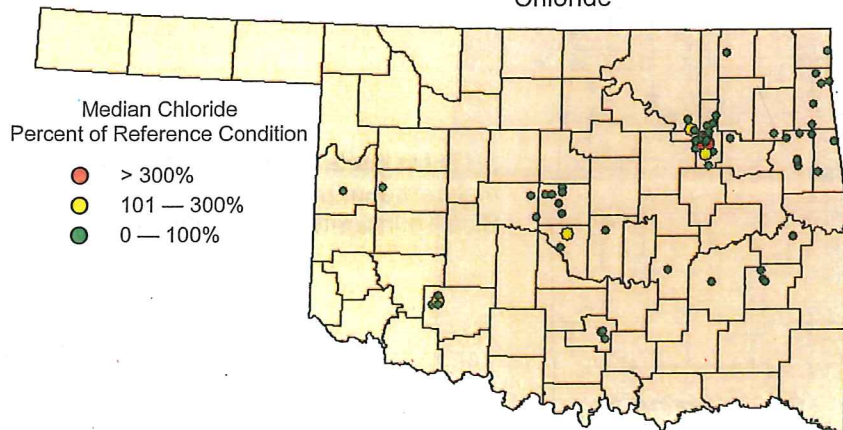 Chloride
Median Chloride
Percent of Reference Condition
> 300%
101 — 300%
0 — 100%